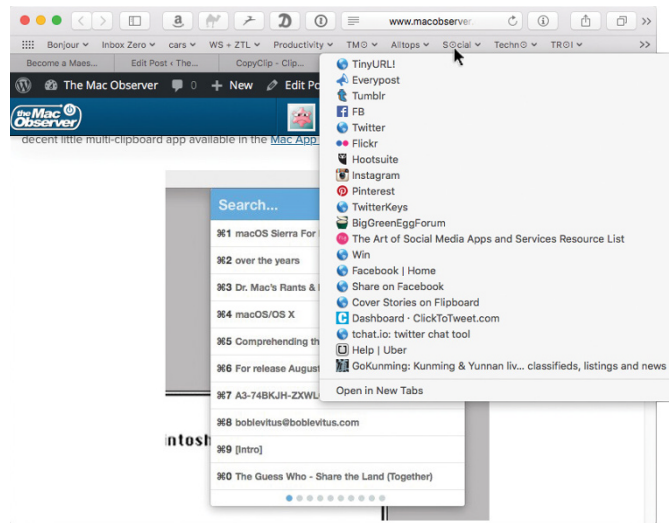 a
D
www.macobserver.
Bonjour
Inbox Zero
cars
WS + ZTL
Productivity
TM⊙
Alltops
S⊙cial
Techn⊙
TR⊙I
>>
Become a Maes...
Edit Post ‹ The...
CopyClip - Clip...
The Mac Observer
0
+ New
Edit Po
the Mac
Observer
decent little multi-clipboard app available in the Mac App
TinyURL!
Everypost
Tumblr
FB
Twitter
Flickr
Hootsuite
Instagram
Pinterest
TwitterKeys
BigGreenEggForum
The Art of Social Media Apps and Services Resource List
Win
Facebook | Home
Share on Facebook
Cover Stories on Flipboard
Dashboard · ClickToTweet.com
tchat.io: twitter chat tool
Help | Uber
GoKunming: Kunming & Yunnan liv... classifieds, listings and news
Open in New Tabs
Search...
⌘1 macOS Sierra For
⌘2 over the years
⌘3 Dr. Mac's Rants &
⌘4 macOS/OS X
⌘5 Comprehending th
⌘6 For release August
⌘7 A3-74BKJH-ZXWL
⌘8 boblevitus@boblevitus.com
⌘9 [Intro]
⌘0 The Guess Who - Share the Land (Together)
intosh